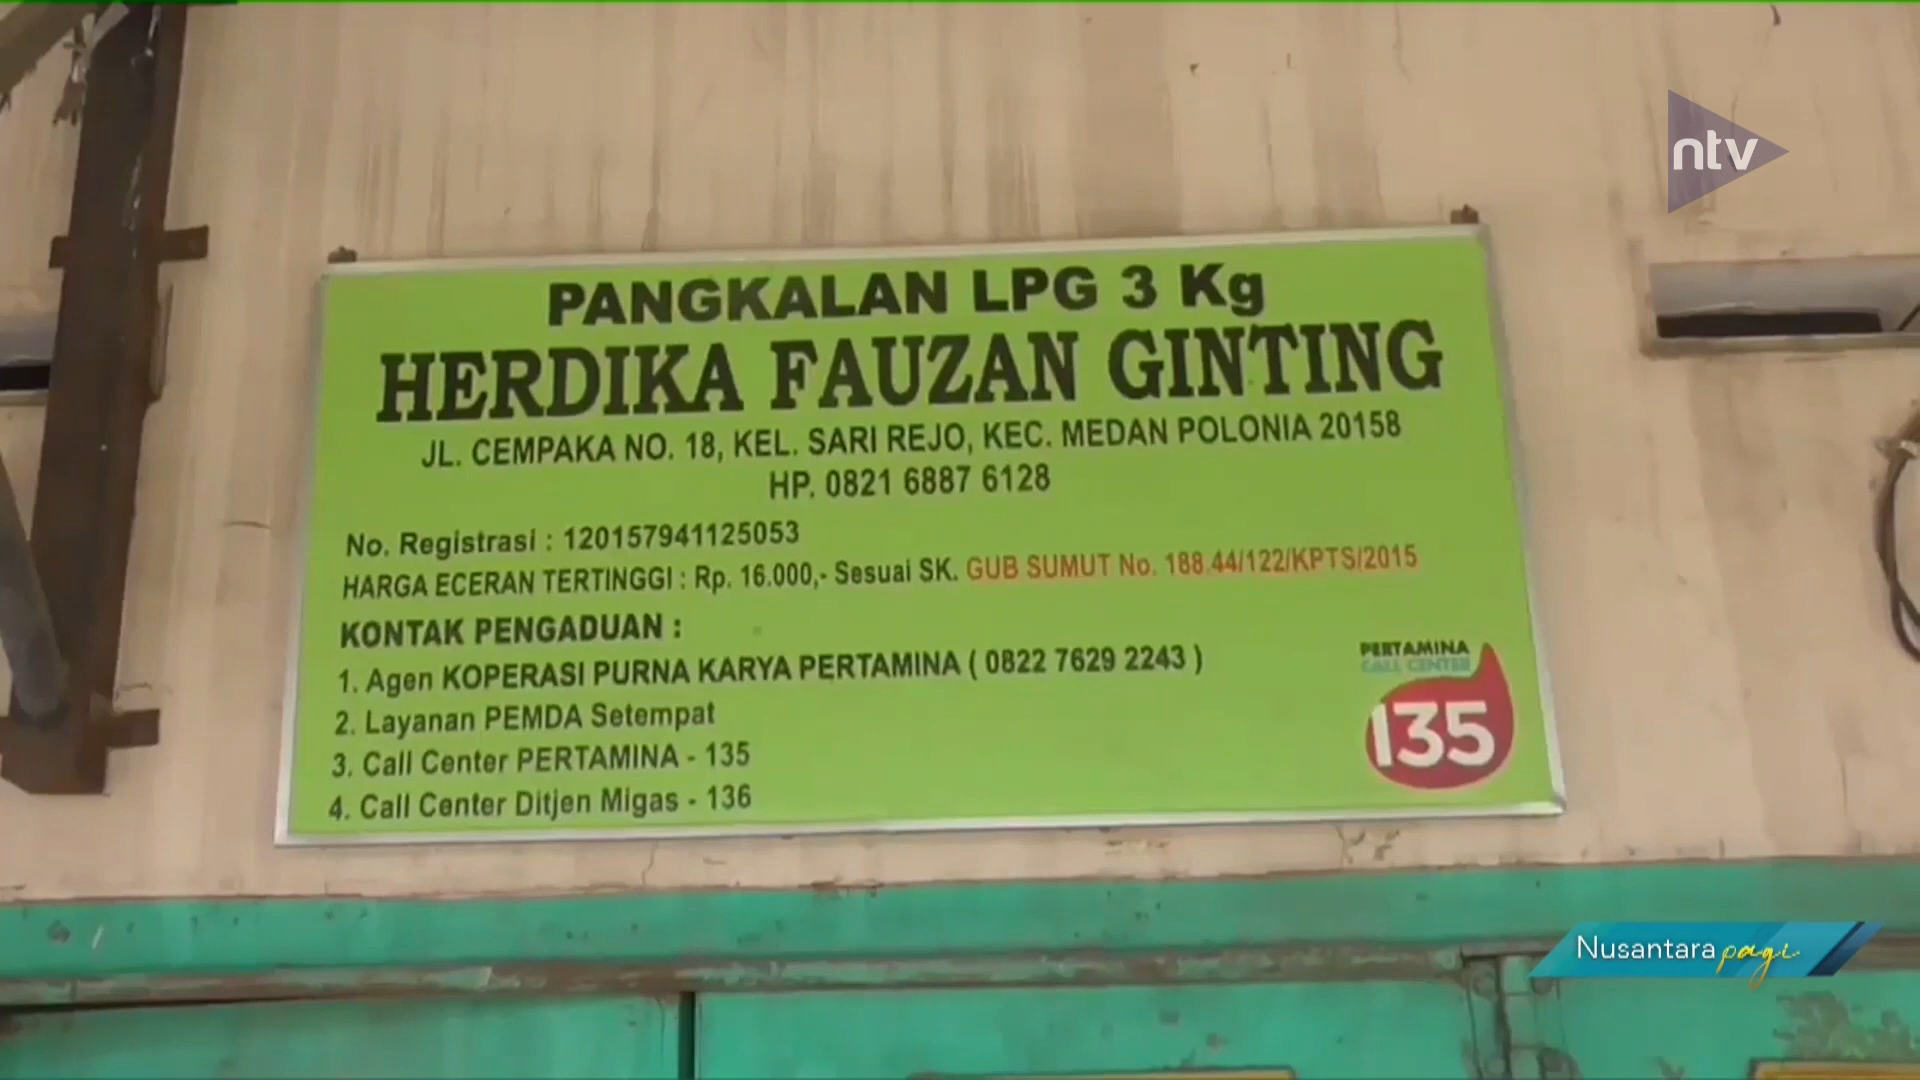 ntv
PANGKALAN LPG 3 Kg
HERDIKA FAUZAN GINTING
JL. CEMPAKA NO. 18, KEL. SARI REJO, KEC. MEDAN POLONIA 20158
HP. 0821 6887 6128
No. Registrasi : 120157941125053
HARGA ECERAN TERTINGGI : Rp. 16.000,- Sesuai SK. GUB SUMUT No. 188.44/122/KPTS/2015
KONTAK PENGADUAN :
1. Agen KOPERASI PURNA KARYA PERTAMINA ( 0822 7629 2243 )
2. Layanan PEMDA Setempat
3. Call Center PERTAMINA - 135
4. Call Center Ditjen Migas - 136
PERTAMINA
CALL CENTER
135
Nusantara pagi